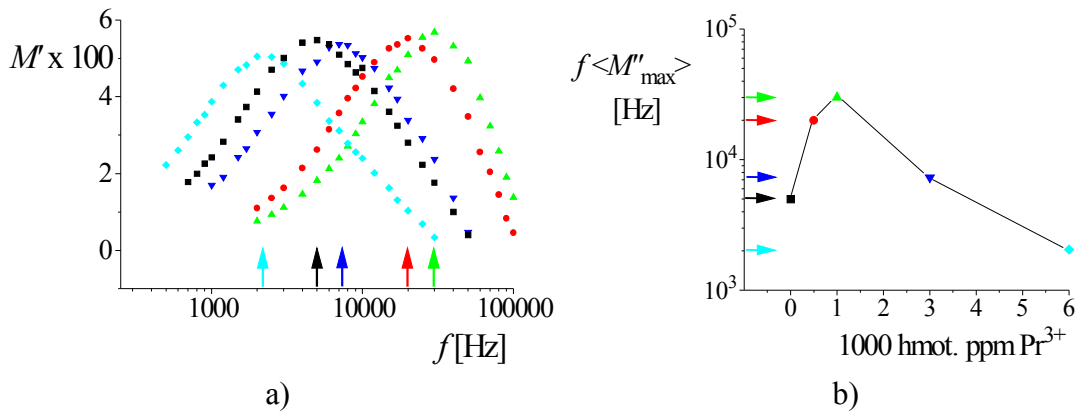 6
4
2
0
M′ x 100
1000
10000
100000
f [Hz]
a)
f<M″max>
[Hz]
10⁵
10⁴
10³
0 1 2 3 4 5 6
1000 hmot. ppm Pr³⁺
b)